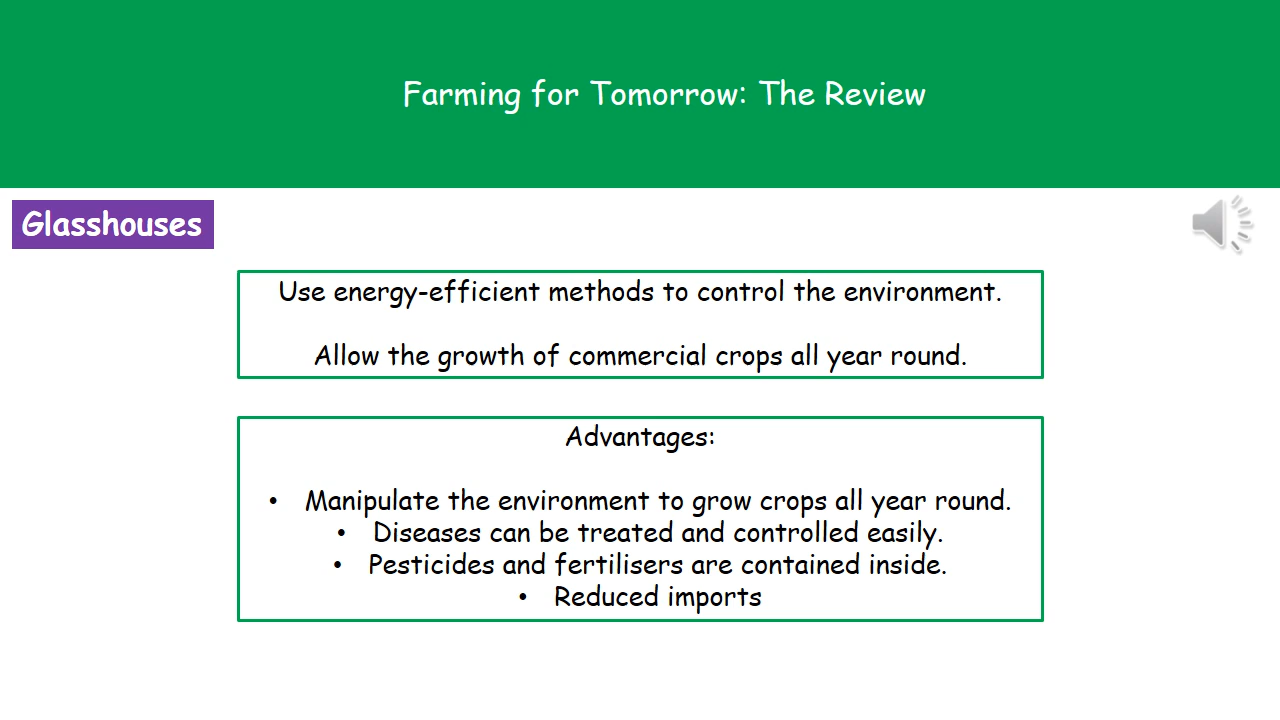 Farming for Tomorrow: The Review
Glasshouses
Use energy-efficient methods to control the environment.
Allow the growth of commercial crops all year round.
Advantages:
• Manipulate the environment to grow crops all year round.
• Diseases can be treated and controlled easily.
• Pesticides and fertilisers are contained inside.
• Reduced imports